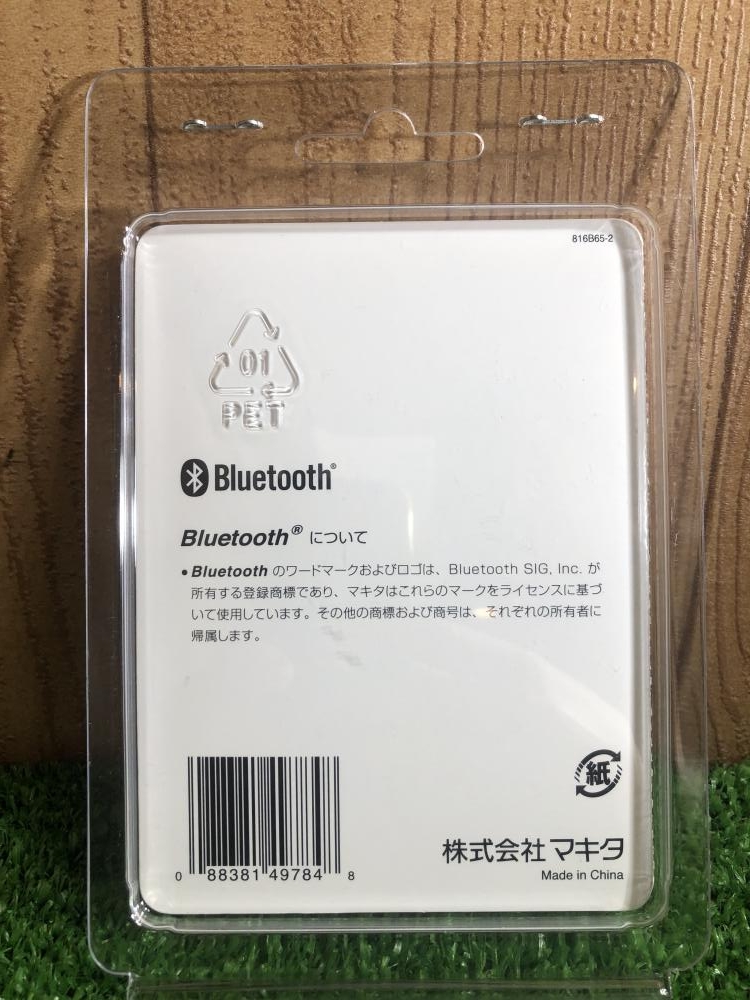 816B65-2
01
PET
Bluetooth®
Bluetooth® について
• Bluetooth のワードマークおよびロゴは、Bluetooth SIG, Inc. が
所有する登録商標であり、マキタはこれらのマークをライセンスに基づ
いて使用しています。その他の商標および商号は、それぞれの所有者に
帰属します。
紙
株式会社マキタ
Made in China
0 88381 49784 8